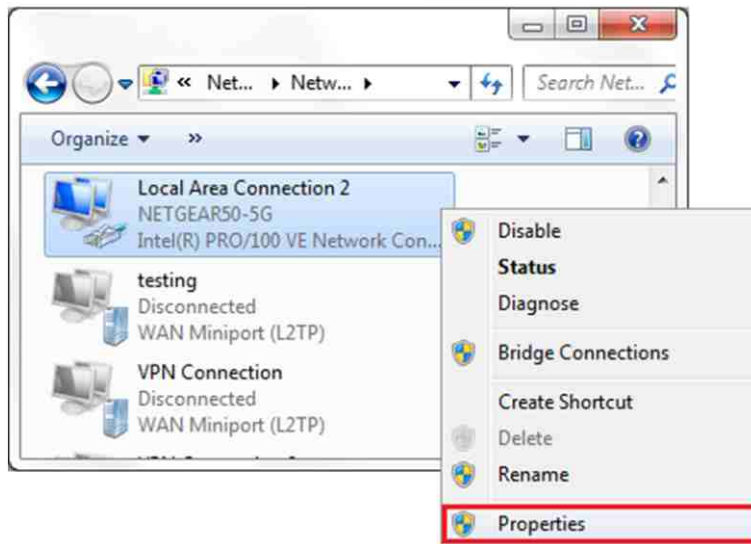 « Net... Netw...
Search Net...
Organize »
Local Area Connection 2
NETGEAR50-5G
Intel(R) PRO/100 VE Network Con...
testing
Disconnected
WAN Miniport (L2TP)
VPN Connection
Disconnected
WAN Miniport (L2TP)
Disable
Status
Diagnose
Bridge Connections
Create Shortcut
Delete
Rename
Properties